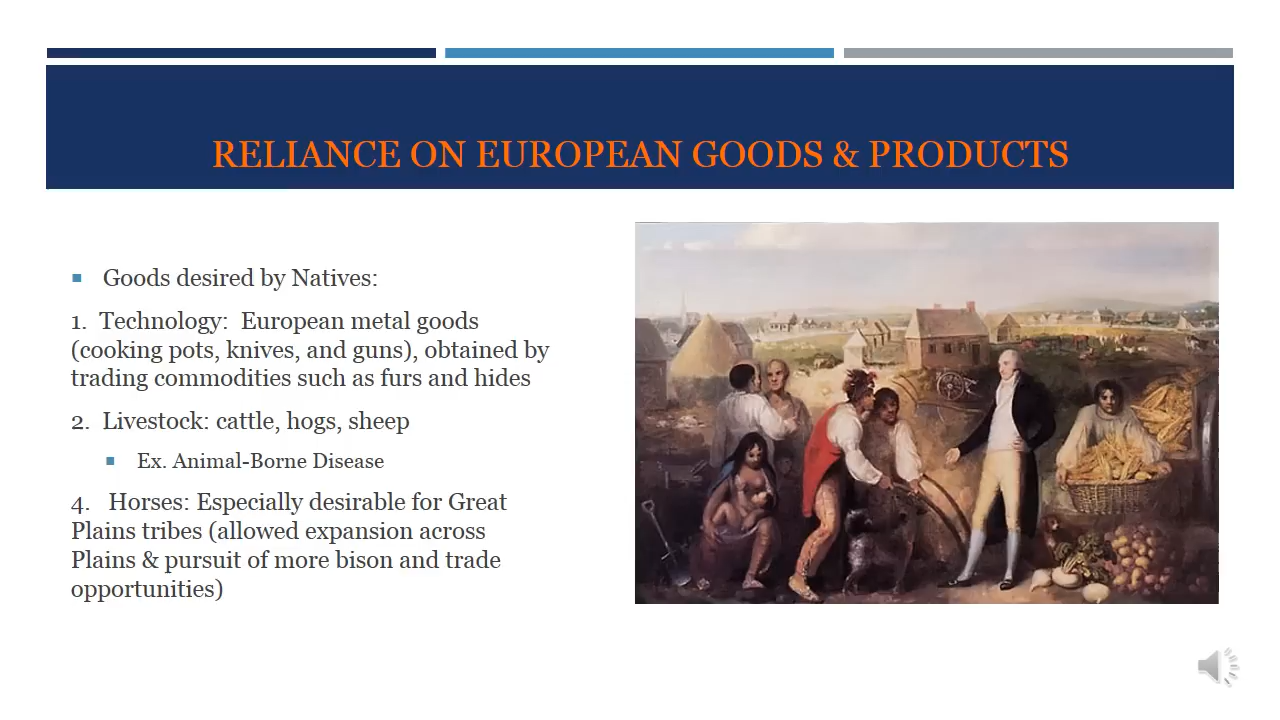 RELIANCE ON EUROPEAN GOODS & PRODUCTS
Goods desired by Natives:
1.  Technology:  European metal goods
(cooking pots, knives, and guns), obtained by
trading commodities such as furs and hides
2.  Livestock: cattle, hogs, sheep
Ex. Animal-Borne Disease
4.   Horses: Especially desirable for Great
Plains tribes (allowed expansion across
Plains & pursuit of more bison and trade
opportunities)